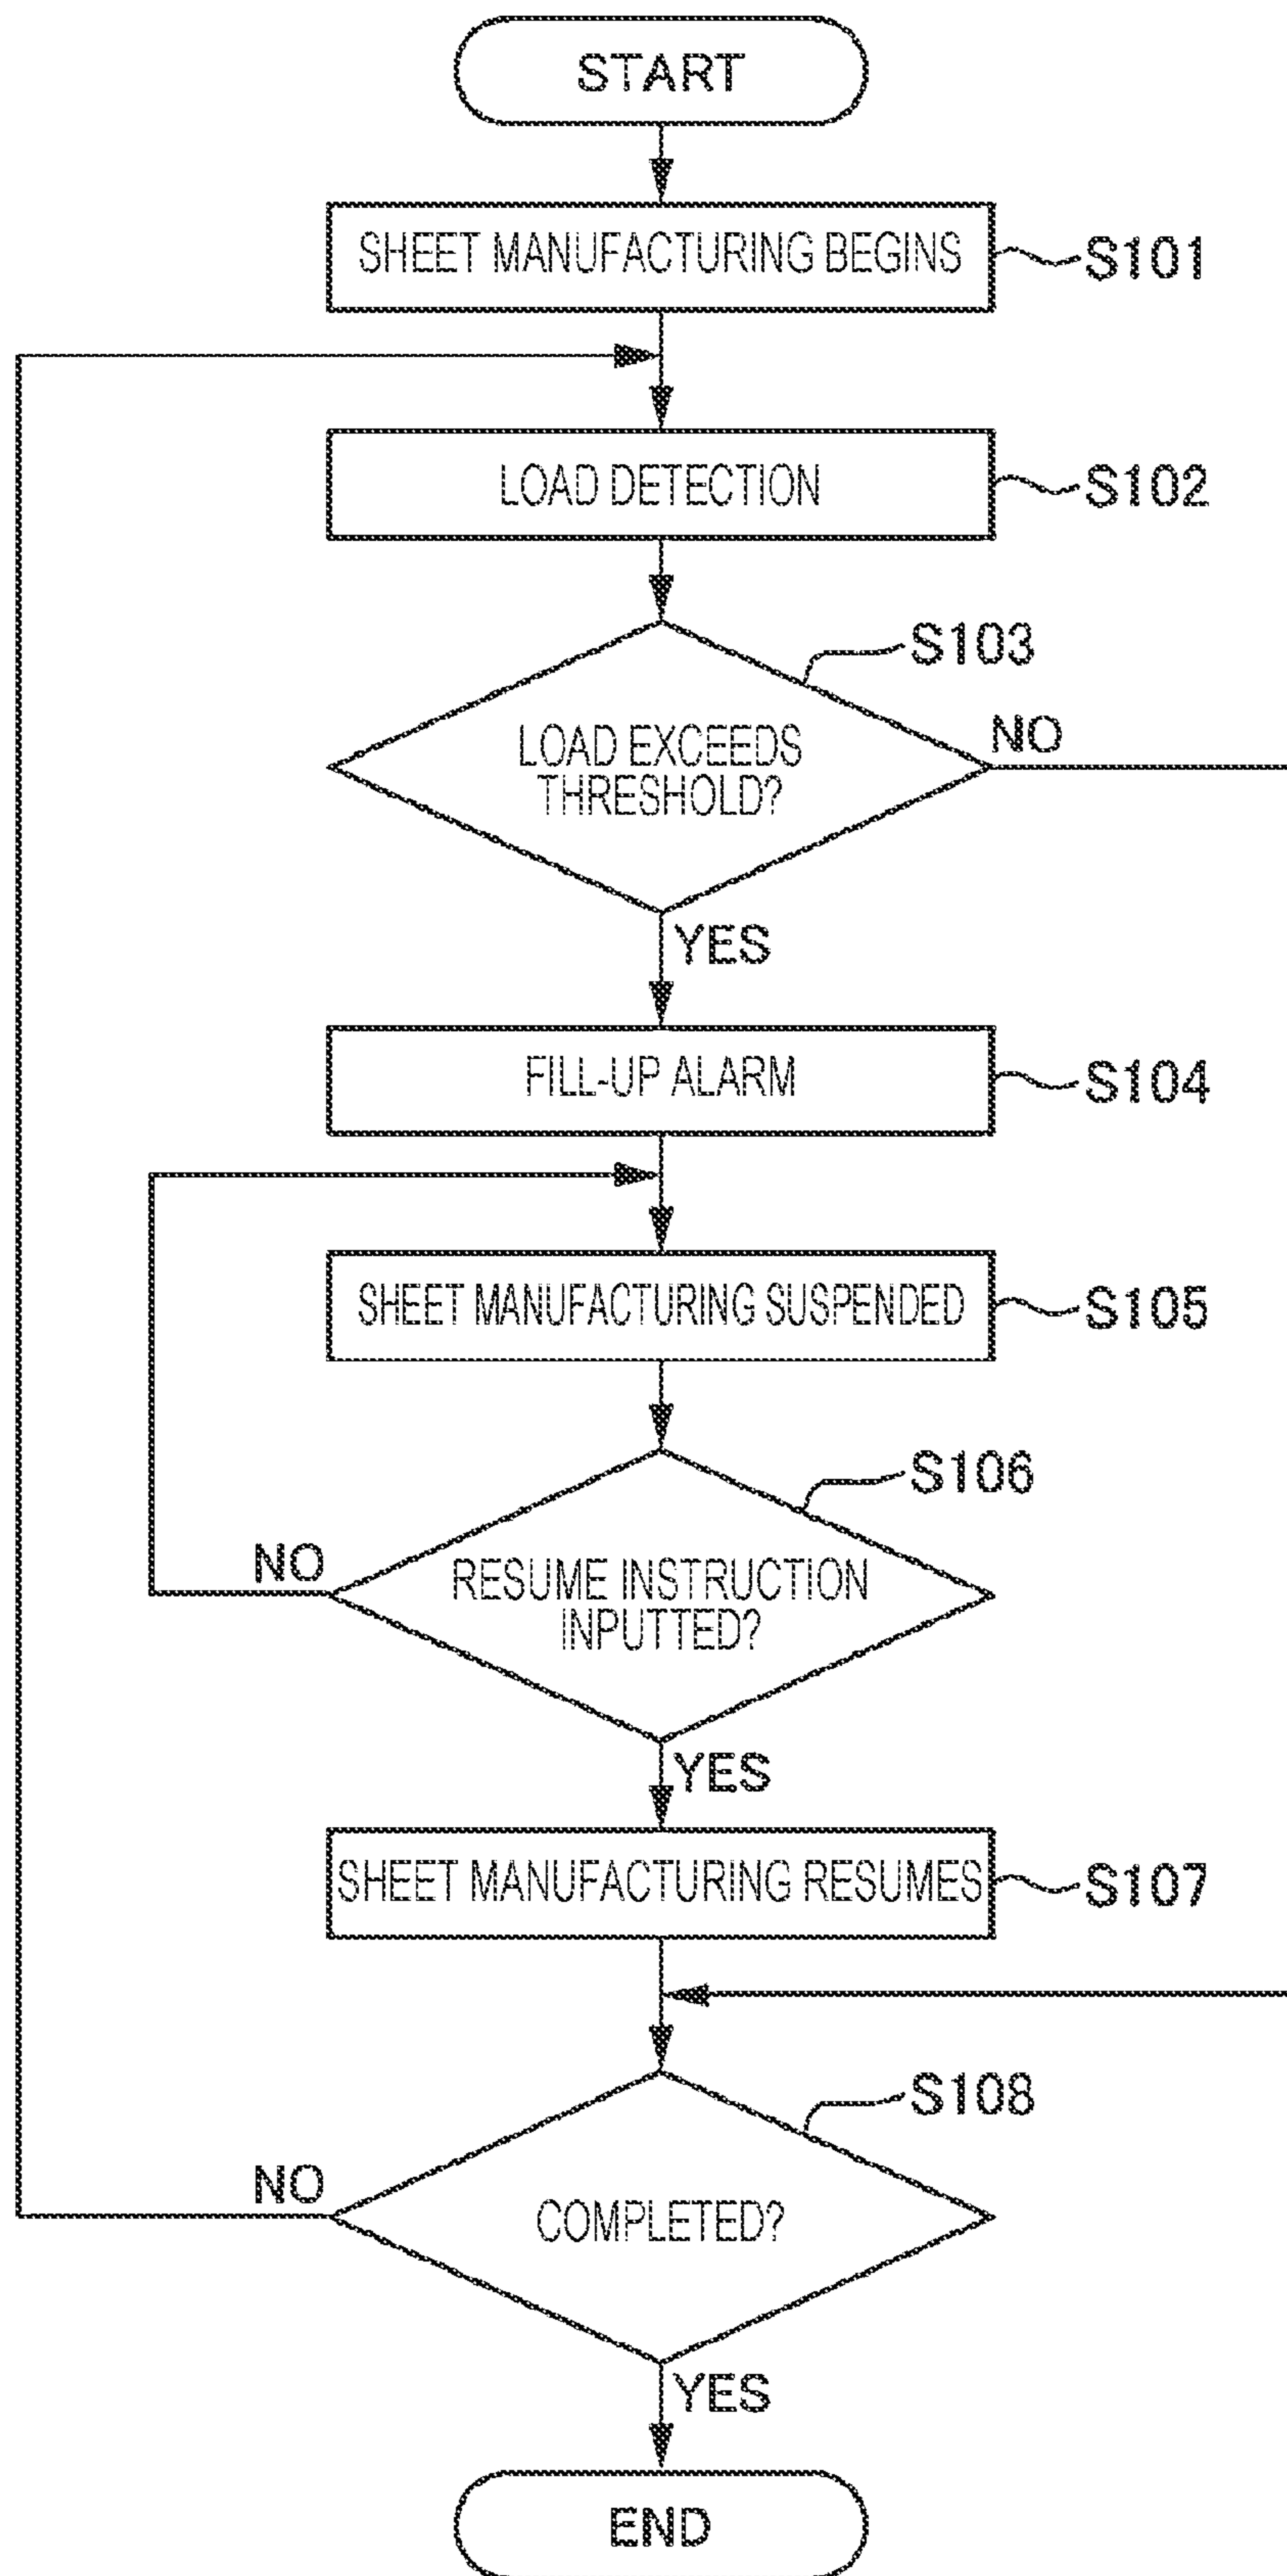 START
SHEET MANUFACTURING BEGINS
S101
LOAD DETECTION
S102
S103
LOAD EXCEEDS
THRESHOLD?
NO
YES
FILL-UP ALARM
S104
SHEET MANUFACTURING SUSPENDED
S105
S106
RESUME INSTRUCTION
INPUTTED?
NO
YES
SHEET MANUFACTURING RESUMES
S107
S108
COMPLETED?
NO
YES
END